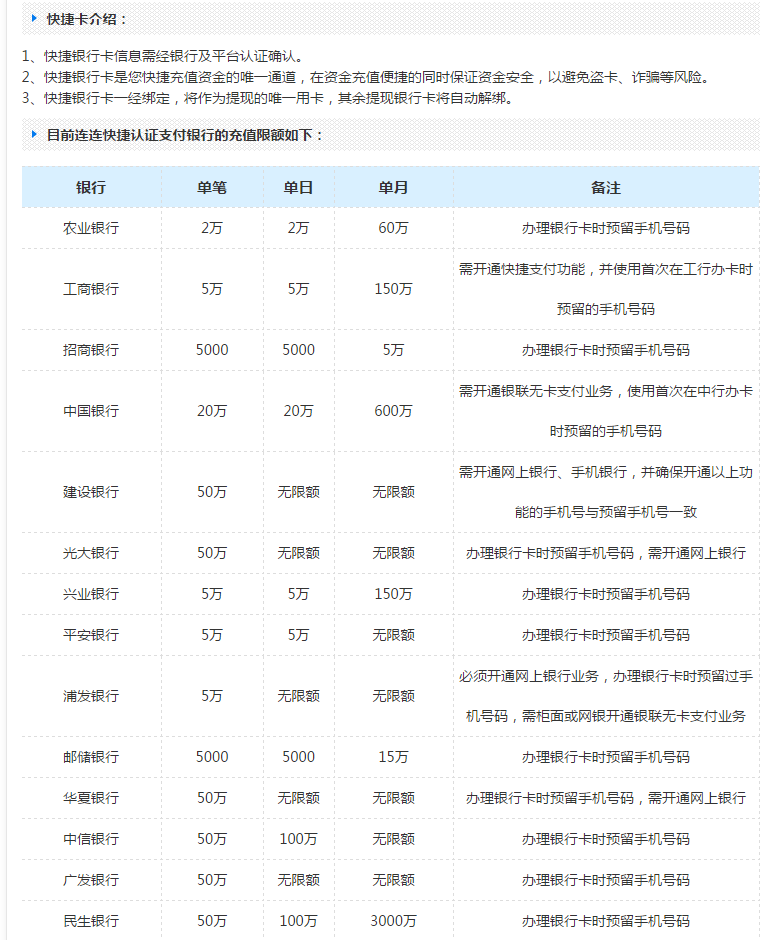 快捷卡介绍：
1、快捷银行卡信息需经银行及平台认证确认。
2、快捷银行卡是您快捷充值资金的唯一通道，在资金充值便捷的同时保证资金安全，以避免盗卡、诈骗等风险。
3、快捷银行卡一经绑定，将作为提现的唯一用卡，其余提现银行卡将自动解绑。
目前连连快捷认证支付银行的充值限额如下：
银行 单笔 单日 单月 备注
农业银行 2万 2万 60万 办理银行卡时预留手机号码
工商银行 5万 5万 150万 需开通快捷支付功能，并使用首次在工行办卡时
预留的手机号码
招商银行 5000 5000 5万 办理银行卡时预留手机号码
中国银行 20万 20万 600万 需开通银联无卡支付业务，使用首次在中行办卡
时预留的手机号码
建设银行 50万 无限额 无限额 需开通网上银行、手机银行，并确保开通以上功
能的手机号与预留手机号一致
光大银行 50万 无限额 无限额 办理银行卡时预留手机号码，需开通网上银行
兴业银行 5万 5万 150万 办理银行卡时预留手机号码
平安银行 5万 5万 无限额 办理银行卡时预留手机号码
浦发银行 5万 无限额 无限额 必须开通网上银行业务，办理银行卡时预留过手
机号码，需柜面或网银开通银联无卡支付业务
邮储银行 5000 5000 15万 办理银行卡时预留手机号码
华夏银行 50万 无限额 无限额 办理银行卡时预留手机号码，需开通网上银行
中信银行 50万 100万 无限额 办理银行卡时预留手机号码
广发银行 50万 无限额 无限额 办理银行卡时预留手机号码
民生银行 50万 100万 3000万 办理银行卡时预留手机号码